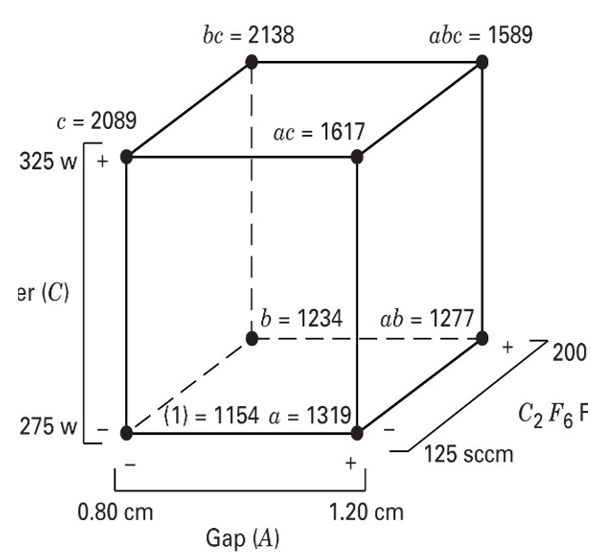 bc = 2138
abc = 1589
c = 2089
ac = 1617
325 w +
er (C)
b = 1234
ab = 1277
+
200
(1) = 1154
a = 1319
275 w −
−
C₂ F₆ F
125 sccm
−
+
0.80 cm
1.20 cm
Gap (A)